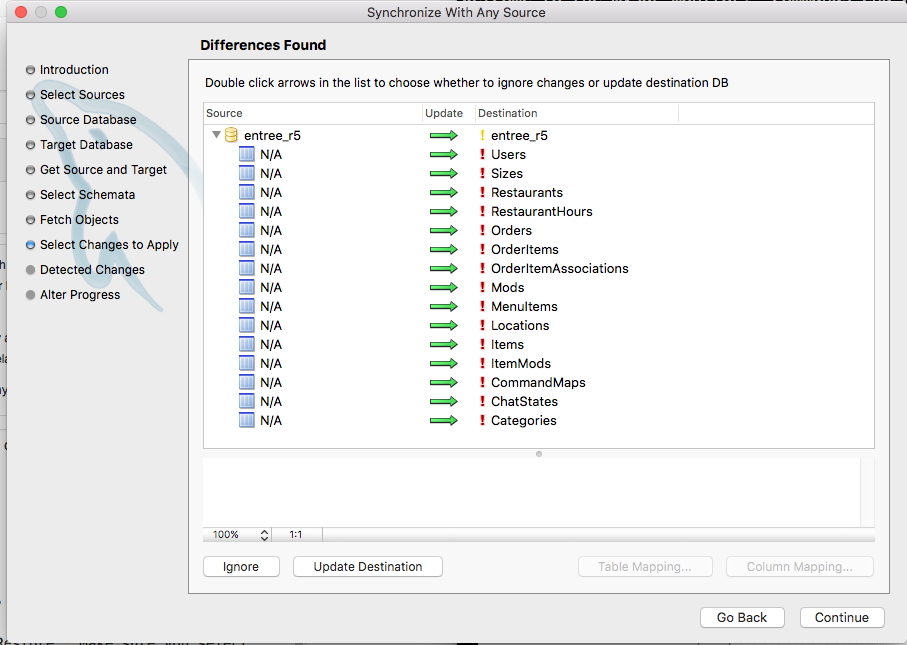 Synchronize With Any Source
Differences Found
Introduction
Select Sources
Source Database
Target Database
Get Source and Target
Select Schemata
Fetch Objects
Select Changes to Apply
Detected Changes
Alter Progress
Double click arrows in the list to choose whether to ignore changes or update destination DB
Source Update Destination
entree_r5 ! entree_r5
N/A ! Users
N/A ! Sizes
N/A ! Restaurants
N/A ! RestaurantHours
N/A ! Orders
N/A ! OrderItems
N/A ! OrderItemAssociations
N/A ! Mods
N/A ! MenuItems
N/A ! Locations
N/A ! Items
N/A ! ItemMods
N/A ! CommandMaps
N/A ! ChatStates
N/A ! Categories
100% 1:1
Ignore Update Destination Table Mapping... Column Mapping...
Go Back Continue